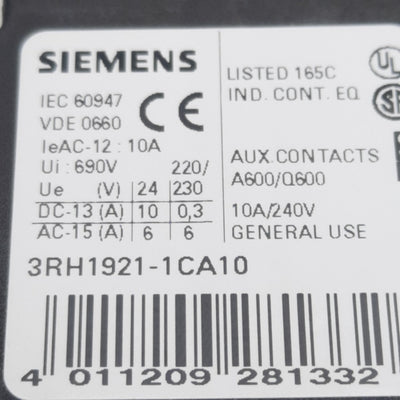 SIEMENS
IEC 60947
VDE 0660
IeAC-12 : 10A
Ui : 690V 220/
Ue (V) 24 230
DC-13 (A) 10 0,3
AC-15 (A) 6 6
LISTED 165C
IND. CONT. EQ
AUX.CONTACTS
A600/Q600
10A/240V
GENERAL USE
3RH1921-1CA10
4 011209 281332